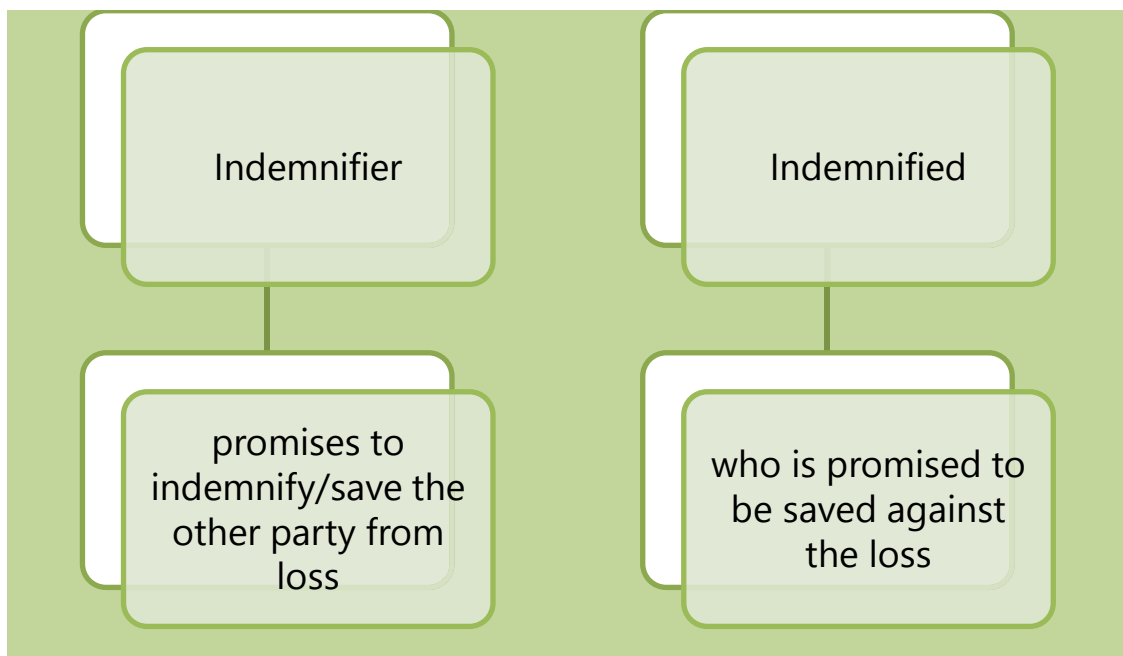 Indemnifier
Indemnified
promises to
indemnify/save the
other party from
loss
who is promised to
be saved against
the loss